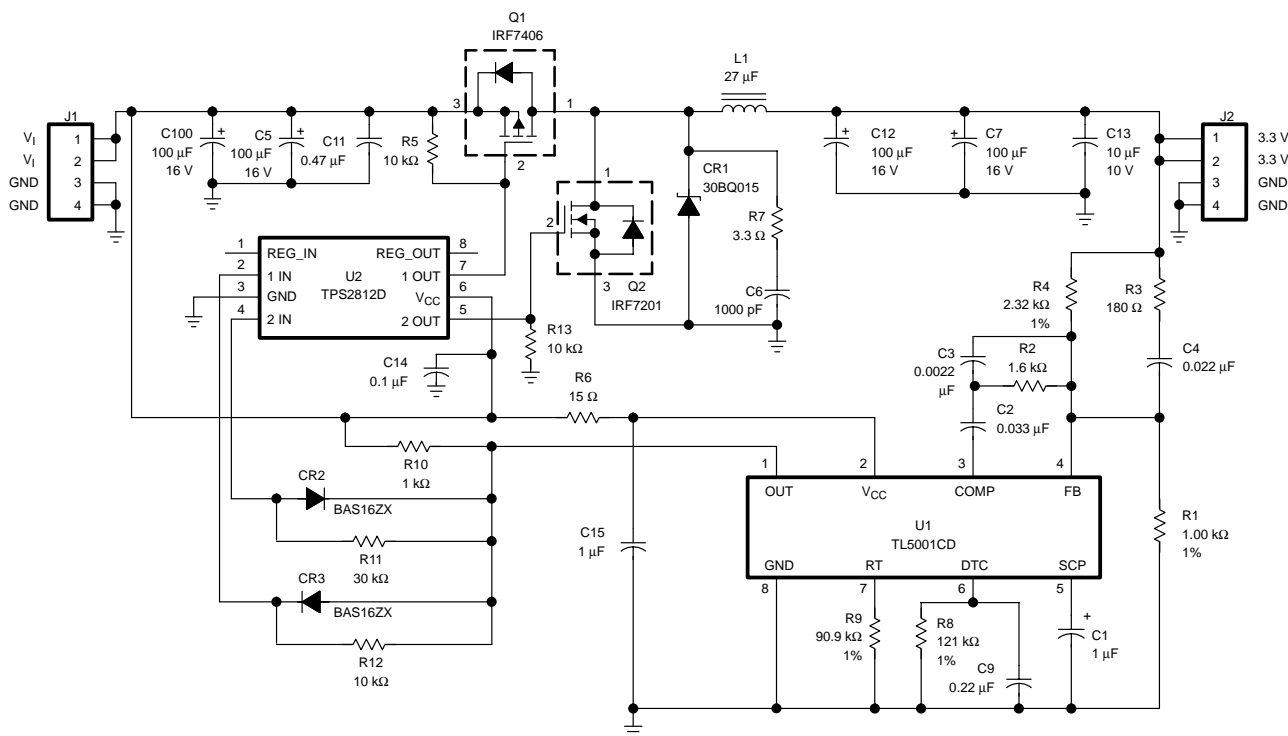 Q1
IRF7406
3
1
2
L1
27 μF
J1
VI
VI
GND
GND
1
2
3
4
C100
100 μF
16 V
+
C5
100 μF
16 V
+
C11
0.47 μF
R5
10 kΩ
CR1
30BQ015
R7
3.3 Ω
C6
1000 pF
+
C12
100 μF
16 V
+
C7
100 μF
16 V
C13
10 μF
10 V
J2
1
2
3
4
3.3 V
3.3 V
GND
GND
1
2
3
Q2
IRF7201
1
2
3
4
REG_IN
1 IN
GND
2 IN
U2
TPS2812D
REG_OUT
1 OUT
VCC
2 OUT
8
7
6
5
R13
10 kΩ
C14
0.1 μF
R6
15 Ω
R4
2.32 kΩ
1%
R3
180 Ω
C3
0.0022
μF
R2
1.6 kΩ
C4
0.022 μF
C2
0.033 μF
R10
1 kΩ
CR2
BAS16ZX
R11
30 kΩ
CR3
BAS16ZX
R12
10 kΩ
C15
1 μF
1
2
3
4
OUT
VCC
COMP
FB
U1
TL5001CD
GND
RT
DTC
SCP
8
7
6
5
R1
1.00 kΩ
1%
R9
90.9 kΩ
1%
R8
121 kΩ
1%
C9
0.22 μF
+
C1
1 μF